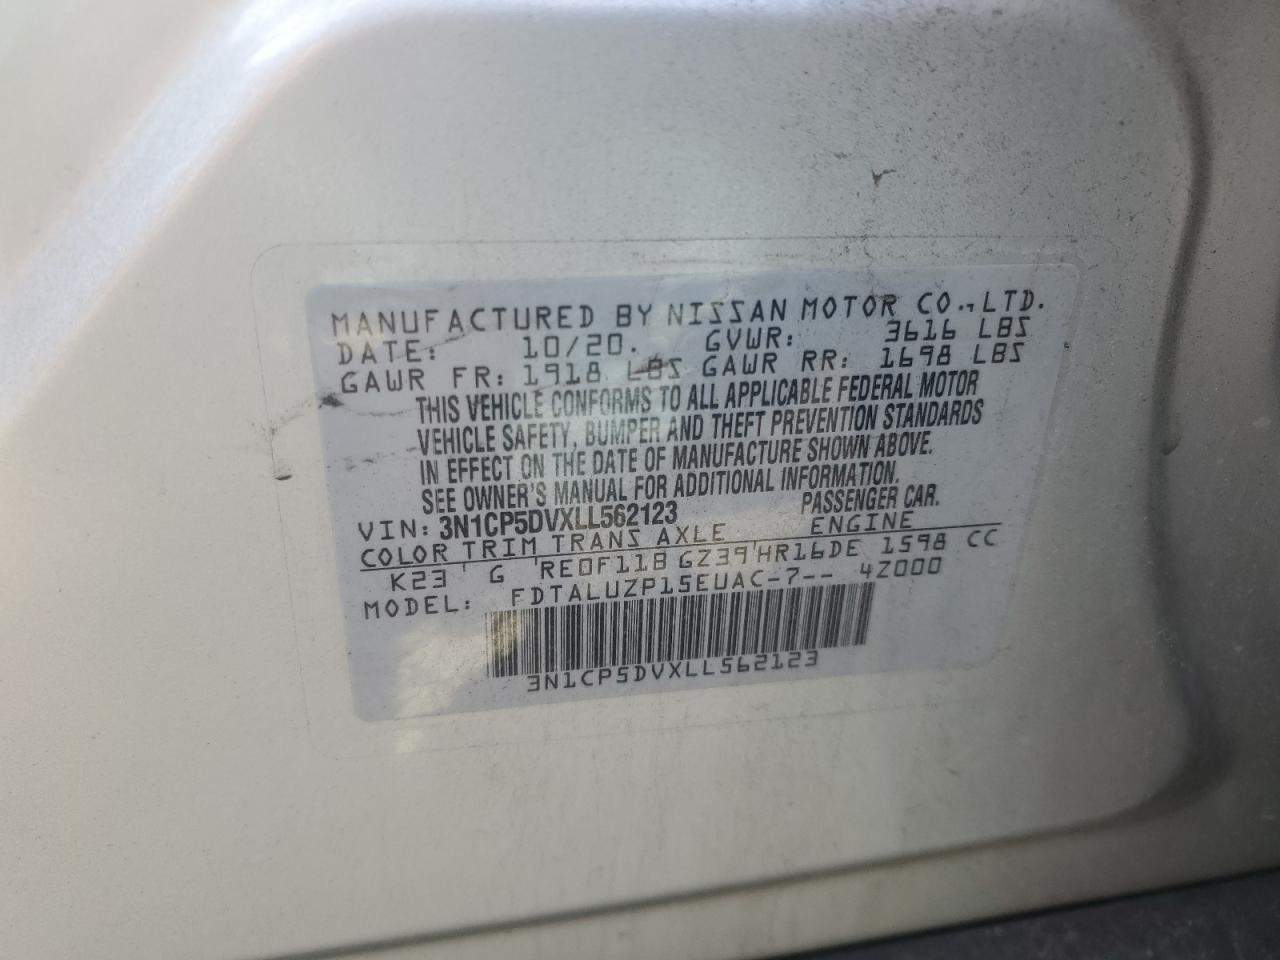 MANUFACTURED BY NISSAN MOTOR CO., LTD.
DATE: 10/20. GVWR: 3616 LBS
GAWR FR: 1918 LBS GAWR RR: 1698 LBS
THIS VEHICLE CONFORMS TO ALL APPLICABLE FEDERAL MOTOR
VEHICLE SAFETY, BUMPER AND THEFT PREVENTION STANDARDS
IN EFFECT ON THE DATE OF MANUFACTURE SHOWN ABOVE.
SEE OWNER'S MANUAL FOR ADDITIONAL INFORMATION.
VIN: 3N1CP5DVXLL562123 PASSENGER CAR.
COLOR TRIM TRANS AXLE ENGINE
K23 G RE0F11B GZ39 HR16DE 1598 CC
MODEL: FDTALUZP15EUAC-7-- 4Z000
3N1CP5DVXLL562123